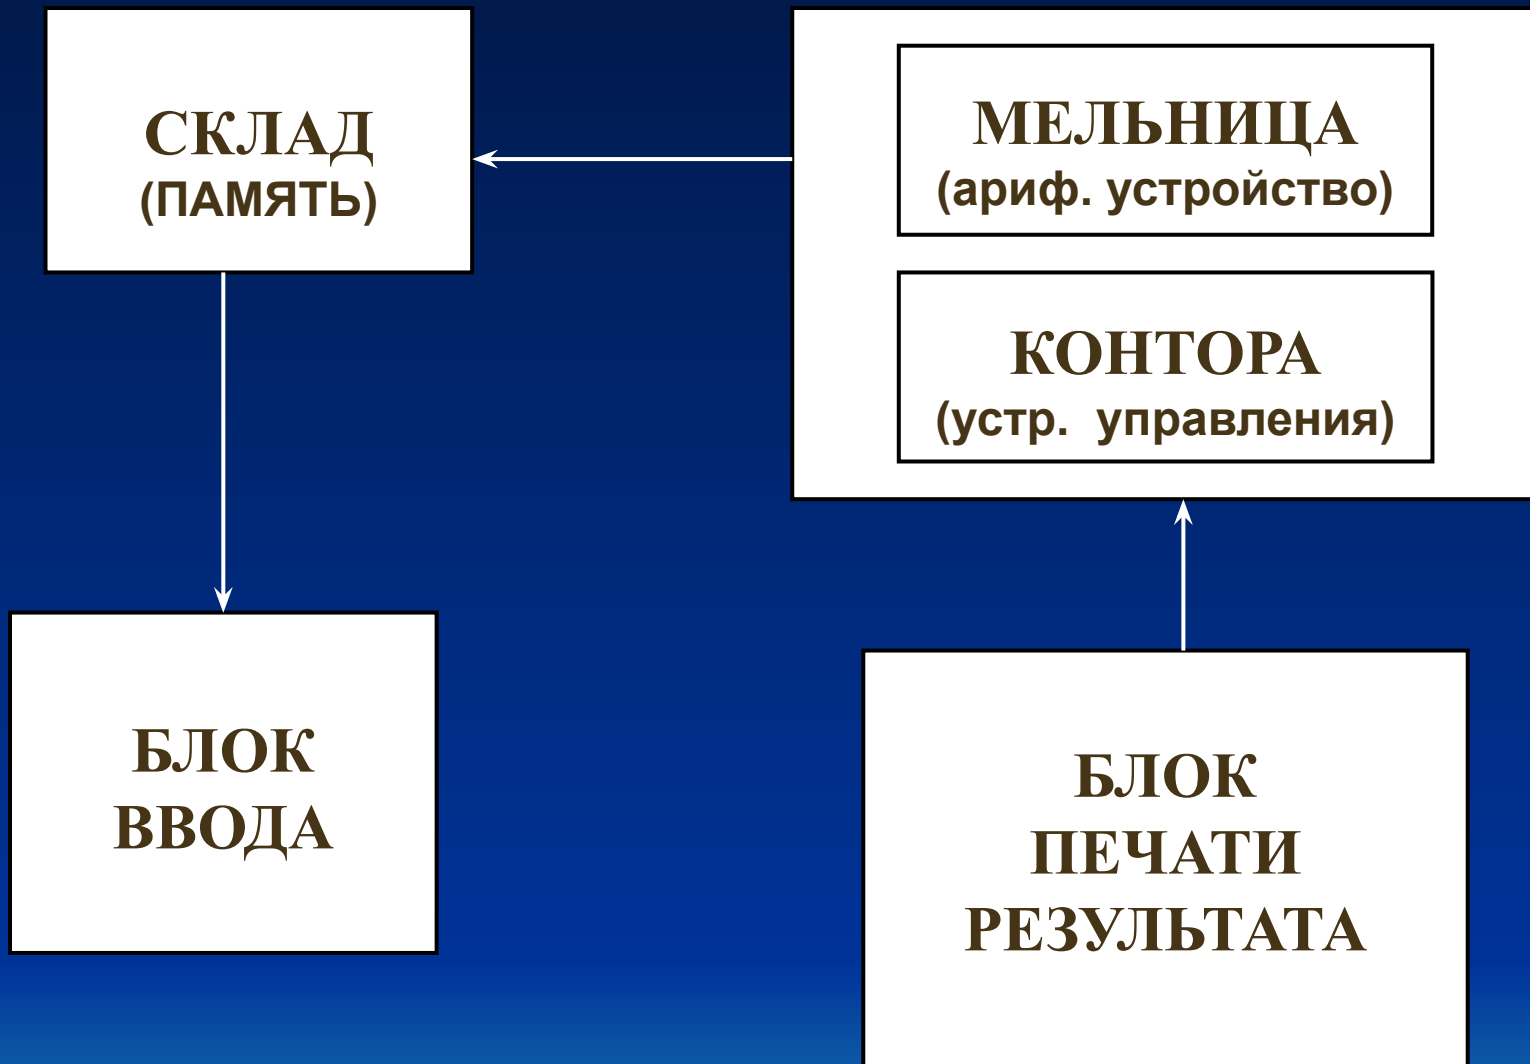 СКЛАД
(ПАМЯТЬ)
МЕЛЬНИЦА
(ариф. устройство)
КОНТОРА
(устр. управления)
БЛОК
ВВОДА
БЛОК
ПЕЧАТИ
РЕЗУЛЬТАТА